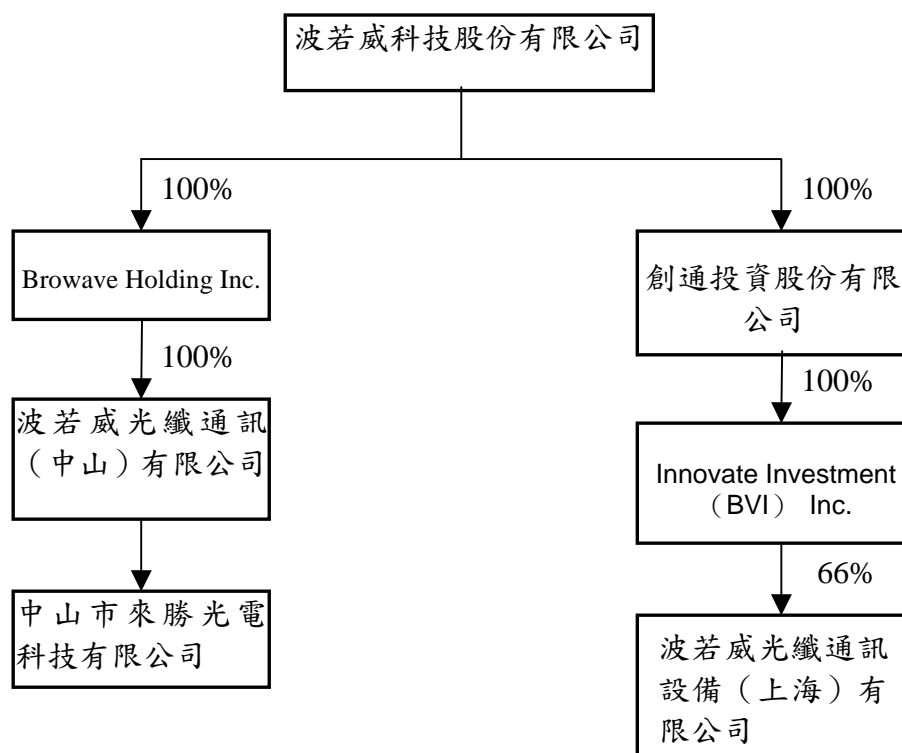 波若威科技股份有限公司
100%
100%
Browave Holding Inc.
創通投資股份有限
公司
100%
100%
波若威光纖通訊
（中山）有限公司
Innovate Investment
（BVI） Inc.
66%
中山市來勝光電
科技有限公司
波若威光纖通訊
設備（上海）有
限公司